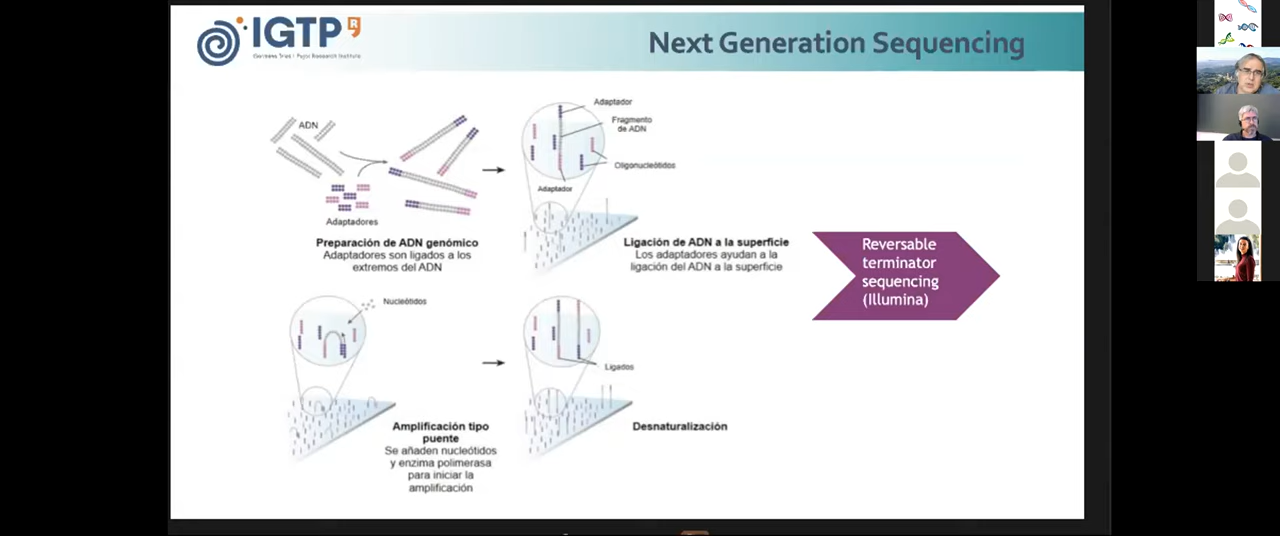 IGTP
R
Germans Trias i Pujol Research Institute
Next Generation Sequencing
ADN
Adaptadores
Preparación de ADN genómico
Adaptadores son ligados a los
extremos del ADN
Adaptador
Fragmento
de ADN
Oligonucleótidos
Adaptador
Ligación de ADN a la superficie
Los adaptadores ayudan a la
ligación del ADN a la superficie
Reversable
terminator
sequencing
(Illumina)
Nucleótidos
Amplificación tipo
puente
Se añaden nucleótidos
y enzima polimerasa
para iniciar la
amplificación
Ligados
Desnaturalización